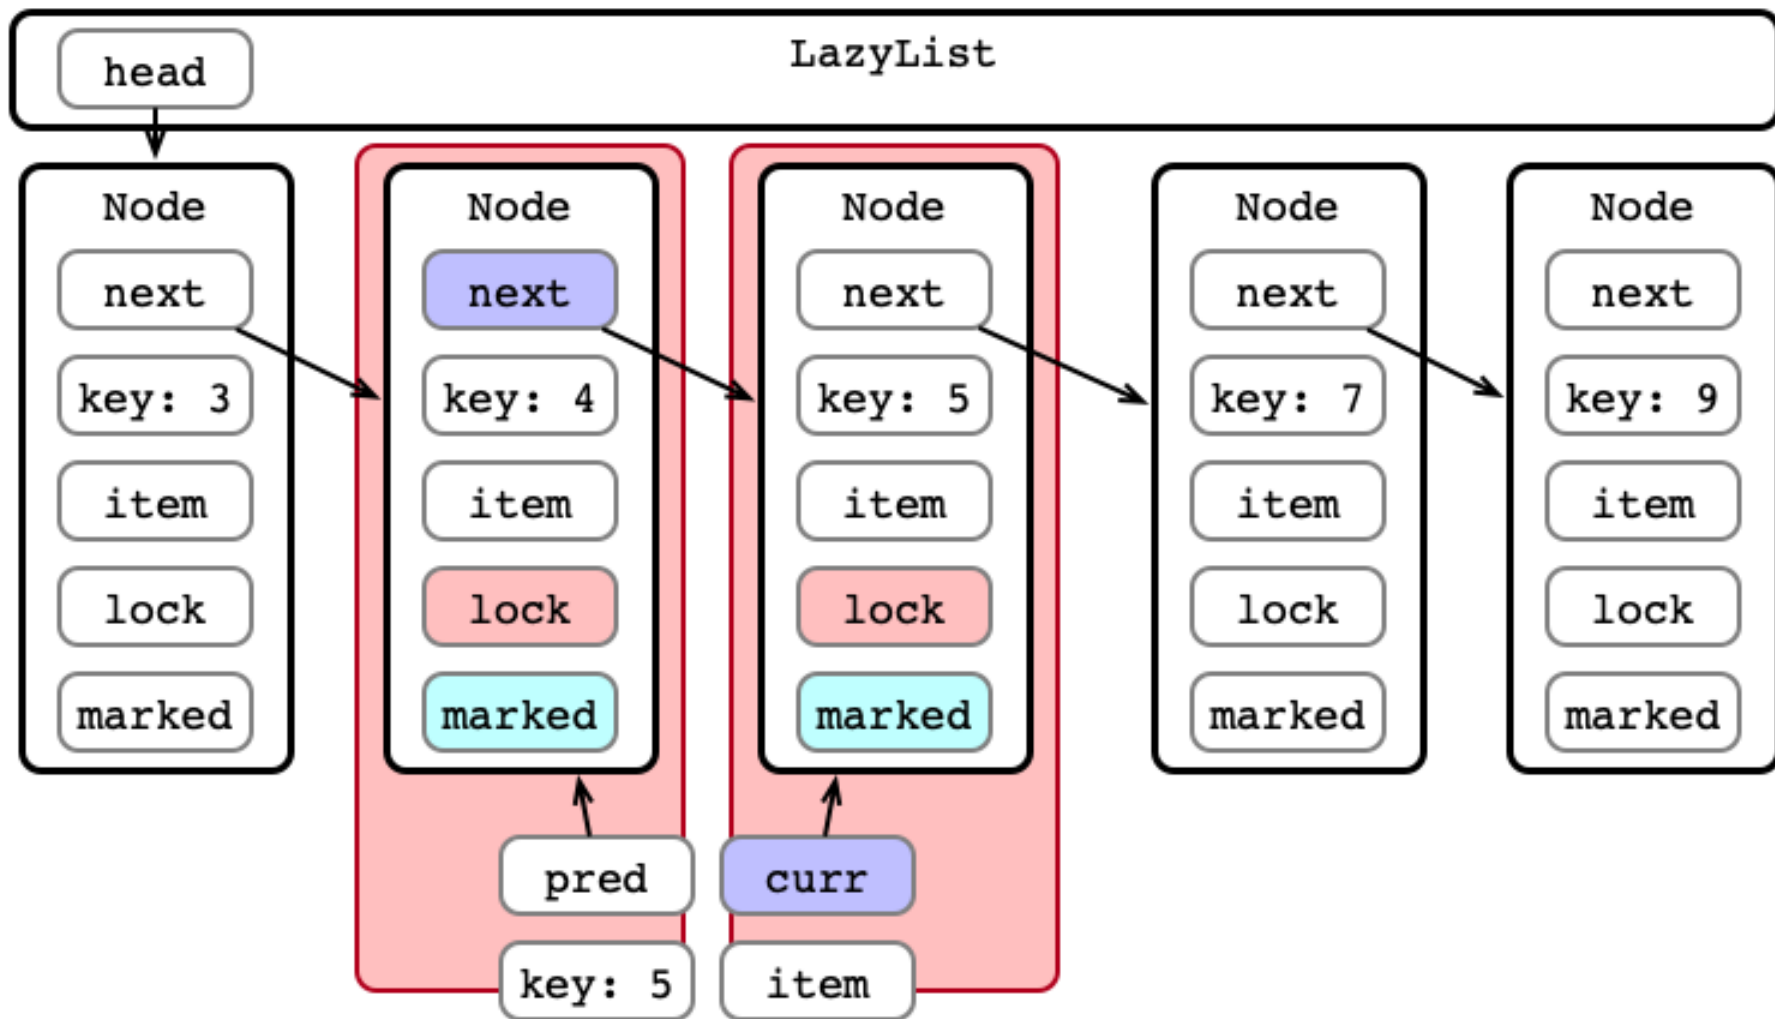 LazyList
head
Node
next
key: 3
item
lock
marked
Node
next
key: 4
item
lock
marked
Node
next
key: 5
item
lock
marked
Node
next
key: 7
item
lock
marked
Node
next
key: 9
item
lock
marked
pred
curr
key: 5
item